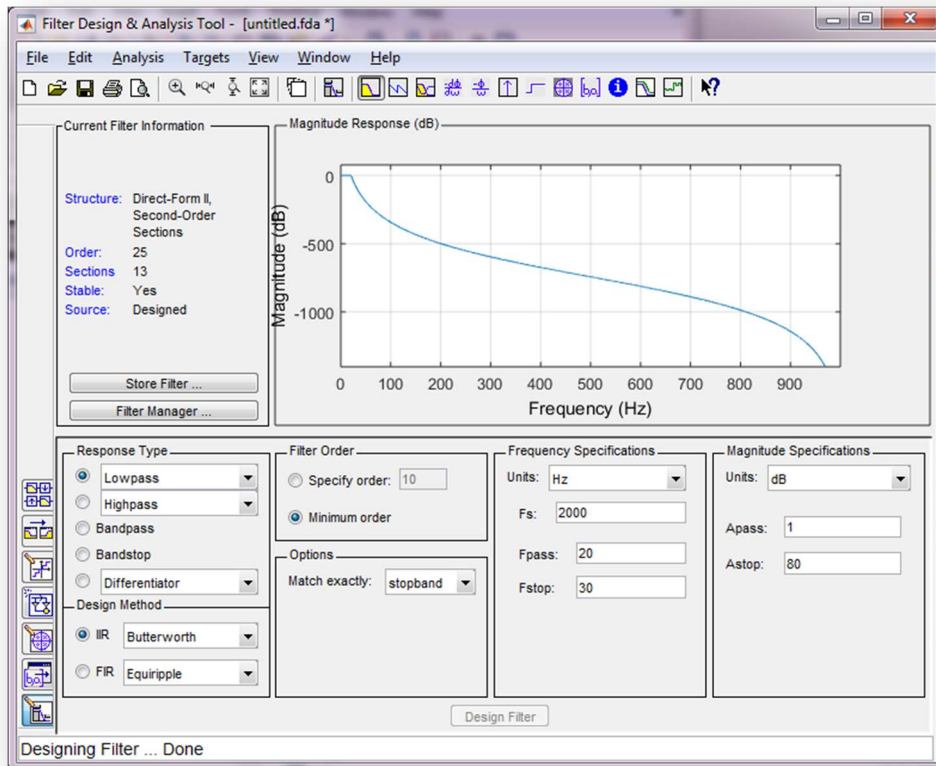 Filter Design & Analysis Tool - [untitled.fda *]
File Edit Analysis Targets View Window Help
Current Filter Information
Structure: Direct-Form II,
Second-Order
Sections
Order: 25
Sections 13
Stable: Yes
Source: Designed
Store Filter ...
Filter Manager ...
Magnitude Response (dB)
Magnitude (dB)
0
-500
-1000
0 100 200 300 400 500 600 700 800 900
Frequency (Hz)
Response Type
Lowpass
Highpass
Bandpass
Bandstop
Differentiator
Design Method
IIR Butterworth
FIR Equiripple
Filter Order
Specify order: 10
Minimum order
Options
Match exactly: stopband
Frequency Specifications
Units: Hz
Fs: 2000
Fpass: 20
Fstop: 30
Magnitude Specifications
Units: dB
Apass: 1
Astop: 80
Design Filter
Designing Filter ... Done